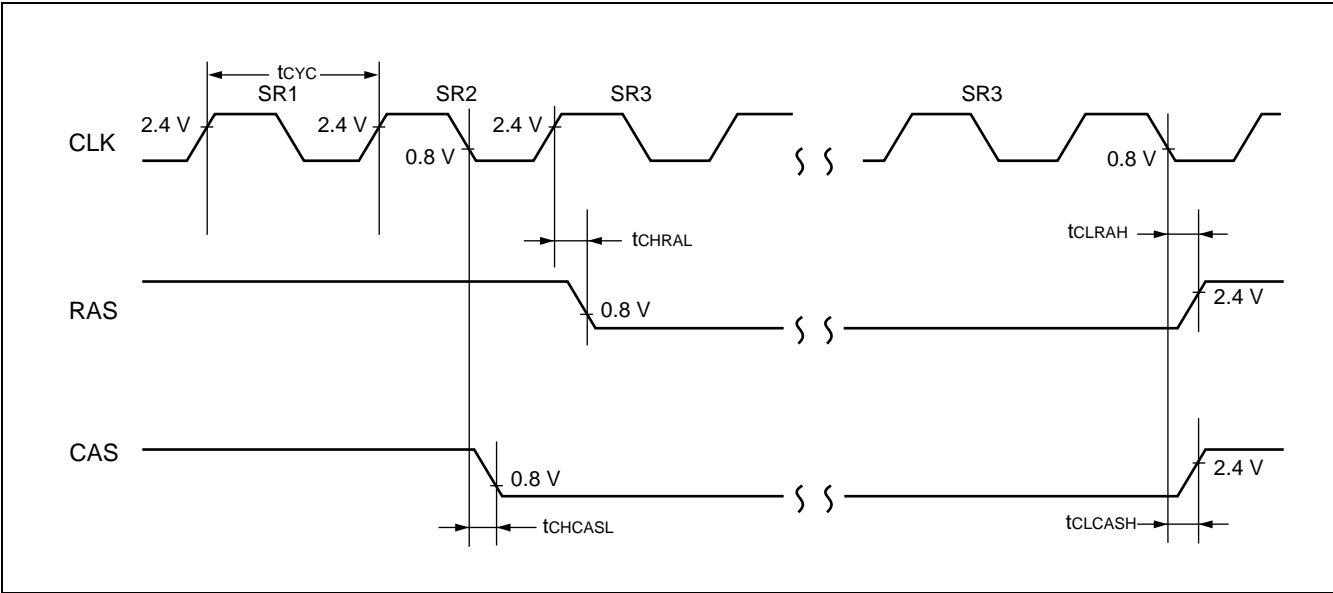 tCYC
SR1 SR2 SR3 SR3
2.4 V 2.4 V 2.4 V
CLK 0.8 V 0.8 V
tCHRAL tCLRAH
RAS 0.8 V 2.4 V
CAS 0.8 V 2.4 V
tCHCASL tCLCASH